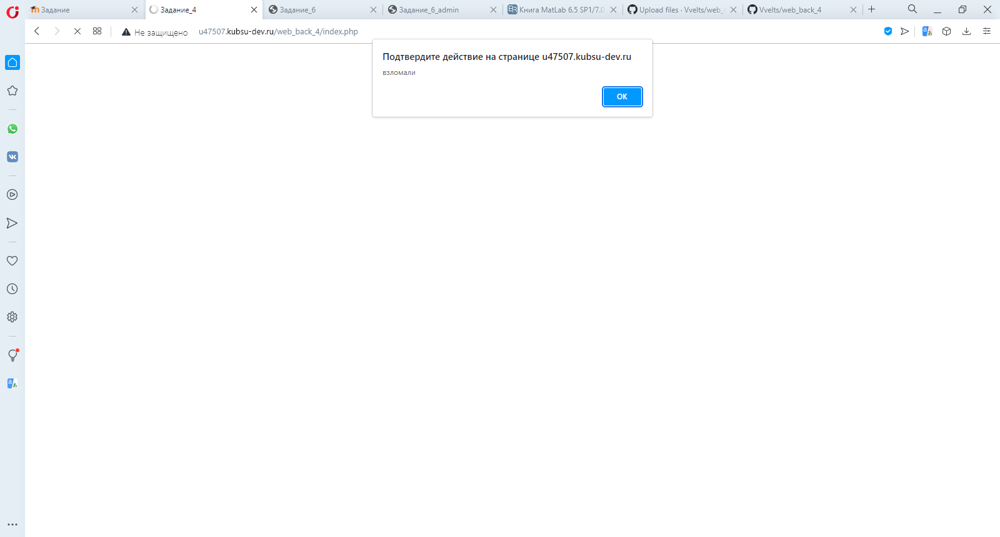 Задание
Задание_4
Задание_6
Задание_6_admin
Книга MatLab 6.5 SP1/7.0
Upload files · Vvelts/web_
Vvelts/web_back_4
Не защищено
u47507.kubsu-dev.ru/web_back_4/index.php
Подтвердите действие на странице u47507.kubsu-dev.ru
взломали
ОК